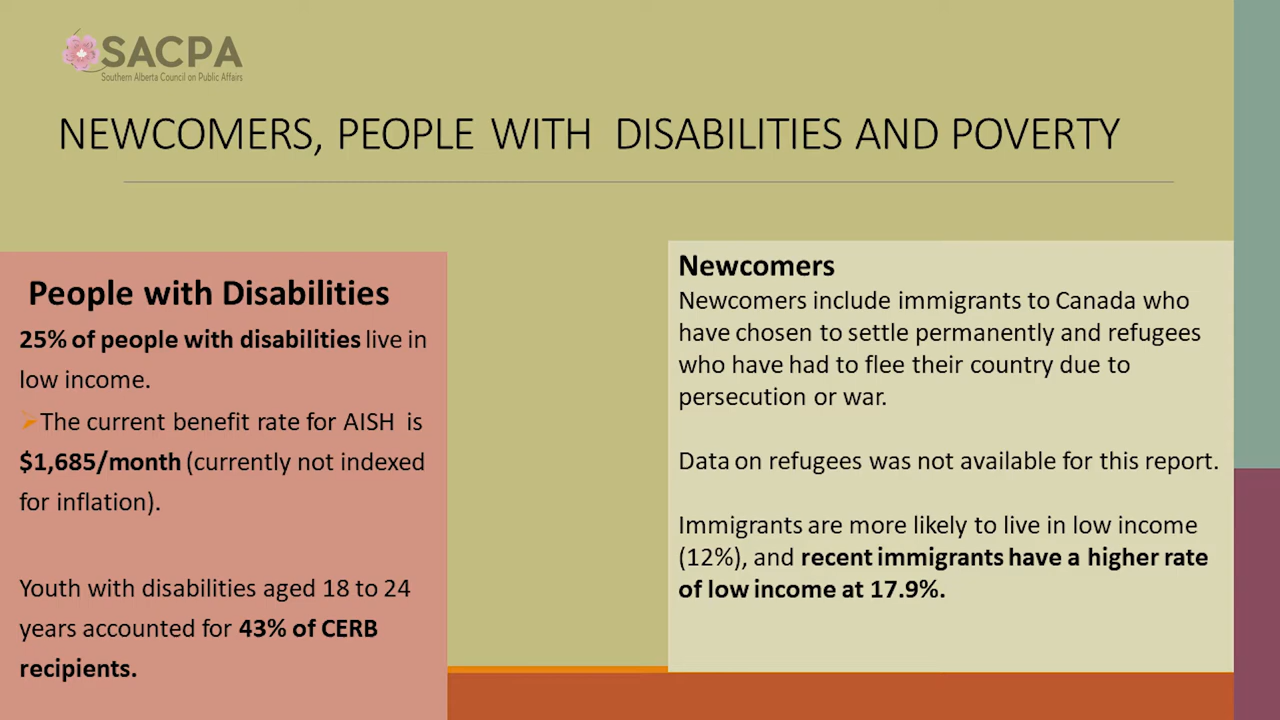 SACPA
Southern Alberta Council on Public Affairs
NEWCOMERS, PEOPLE WITH DISABILITIES AND POVERTY
People with Disabilities
25% of people with disabilities live in
low income.
The current benefit rate for AISH is
$1,685/month (currently not indexed
for inflation).
Youth with disabilities aged 18 to 24
years accounted for 43% of CERB
recipients.
Newcomers
Newcomers include immigrants to Canada who
have chosen to settle permanently and refugees
who have had to flee their country due to
persecution or war.
Data on refugees was not available for this report.
Immigrants are more likely to live in low income
(12%), and recent immigrants have a higher rate
of low income at 17.9%.